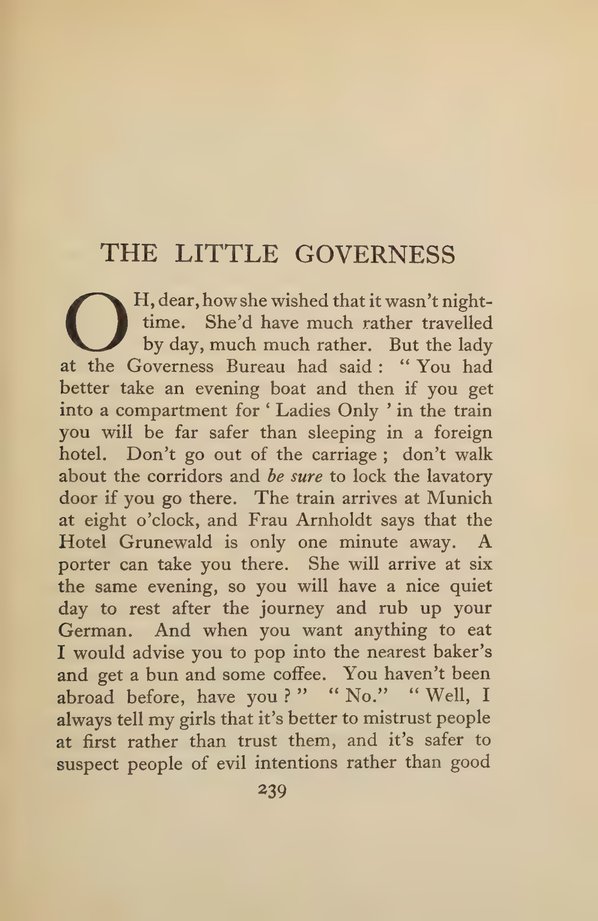 THE LITTLE GOVERNESS
OH, dear, how she wished that it wasn't night-
time. She'd have much rather travelled
by day, much much rather. But the lady
at the Governess Bureau had said : “ You had
better take an evening boat and then if you get
into a compartment for ‘ Ladies Only ’ in the train
you will be far safer than sleeping in a foreign
hotel. Don't go out of the carriage ; don't walk
about the corridors and be sure to lock the lavatory
door if you go there. The train arrives at Munich
at eight o'clock, and Frau Arnholdt says that the
Hotel Grunewald is only one minute away. A
porter can take you there. She will arrive at six
the same evening, so you will have a nice quiet
day to rest after the journey and rub up your
German. And when you want anything to eat
I would advise you to pop into the nearest baker's
and get a bun and some coffee. You haven't been
abroad before, have you ? ” “ No.” “ Well, I
always tell my girls that it's better to mistrust people
at first rather than trust them, and it's safer to
suspect people of evil intentions rather than good
239